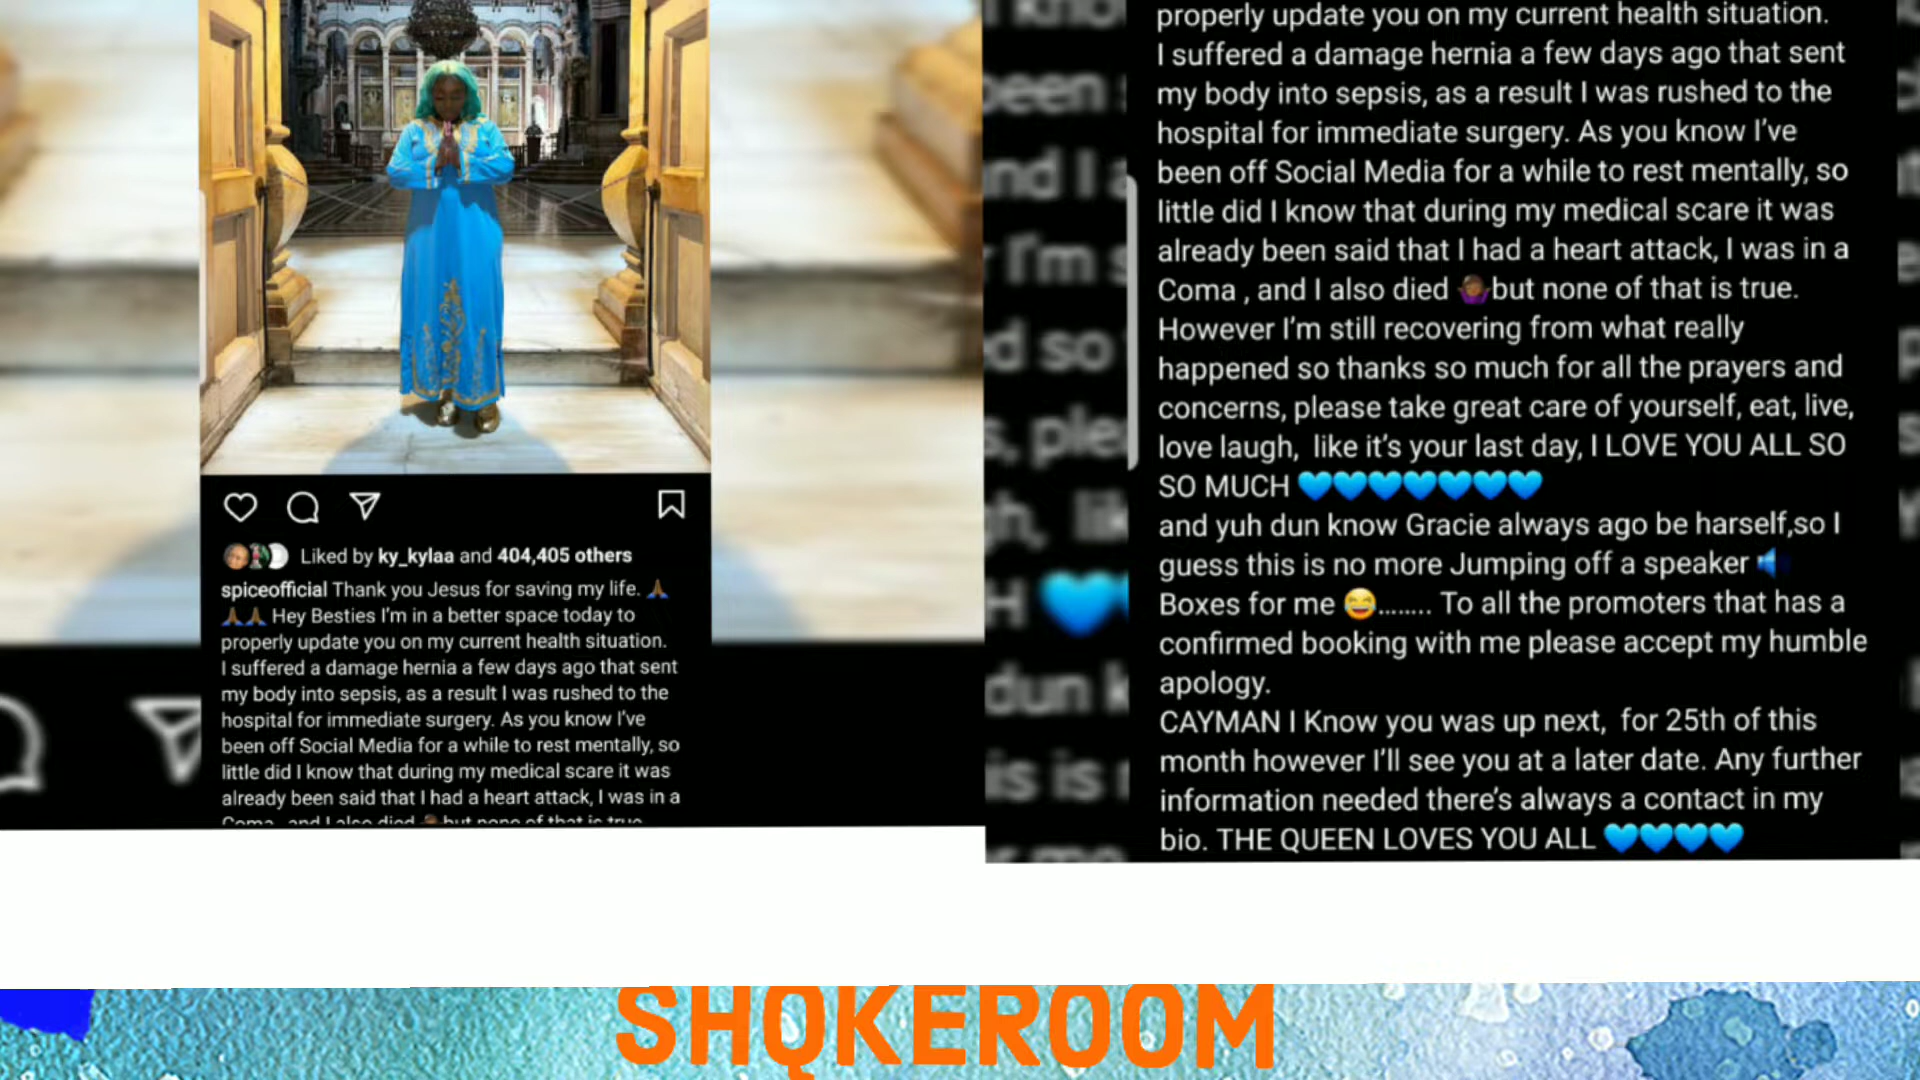 Liked by ky_kylaa and 404,405 others
spiceofficial Thank you Jesus for saving my life. 🙏🏾
🙏🏾🙏🏾 Hey Besties I'm in a better space today to
properly update you on my current health situation.
I suffered a damage hernia a few days ago that sent
my body into sepsis, as a result I was rushed to the
hospital for immediate surgery. As you know I've
been off Social Media for a while to rest mentally, so
little did I know that during my medical scare it was
already been said that I had a heart attack, I was in a
Coma , and I also died 🤷🏾‍♀️but none of that is true.
properly update you on my current health situation.
I suffered a damage hernia a few days ago that sent
my body into sepsis, as a result I was rushed to the
hospital for immediate surgery. As you know I've
been off Social Media for a while to rest mentally, so
little did I know that during my medical scare it was
already been said that I had a heart attack, I was in a
Coma , and I also died 🤷🏾‍♀️but none of that is true.
However I'm still recovering from what really
happened so thanks so much for all the prayers and
concerns, please take great care of yourself, eat, live,
love laugh,  like it's your last day, I LOVE YOU ALL SO
SO MUCH 💙💙💙💙💙💙💙
and yuh dun know Gracie always ago be harself,so I
guess this is no more Jumping off a speaker 🔈
Boxes for me 😂........ To all the promoters that has a
confirmed booking with me please accept my humble
apology.
CAYMAN I Know you was up next,  for 25th of this
month however I'll see you at a later date. Any further
information needed there's always a contact in my
bio. THE QUEEN LOVES YOU ALL 💙💙💙💙
SHQKEROOM